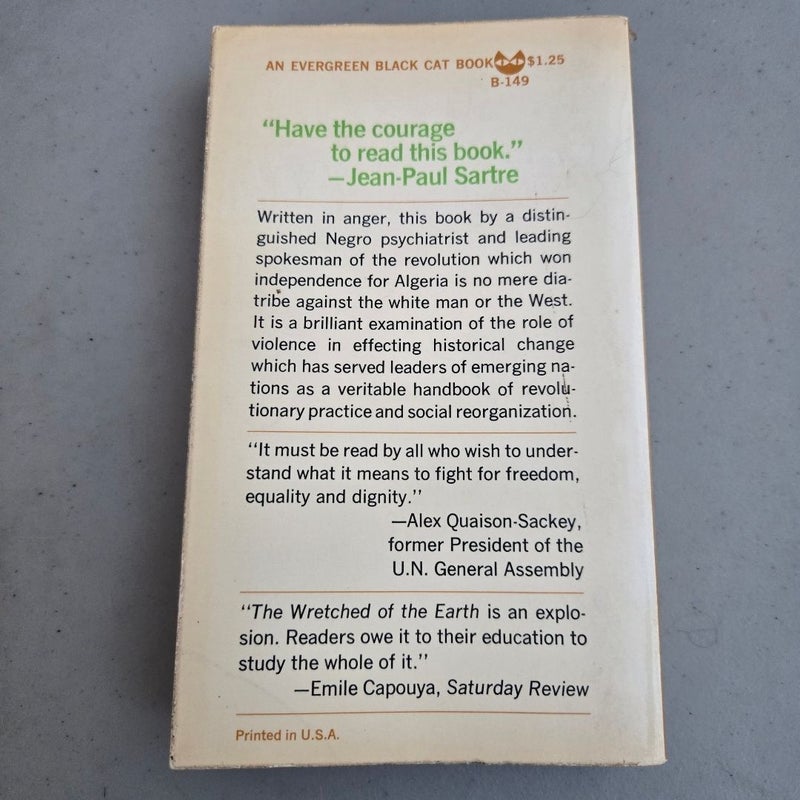 AN EVERGREEN BLACK CAT BOOK $1.25
B-149
“Have the courage
to read this book.”
—Jean-Paul Sartre
Written in anger, this book by a distin-
guished Negro psychiatrist and leading
spokesman of the revolution which won
independence for Algeria is no mere dia-
tribe against the white man or the West.
It is a brilliant examination of the role of
violence in effecting historical change
which has served leaders of emerging na-
tions as a veritable handbook of revolu-
tionary practice and social reorganization.
“It must be read by all who wish to under-
stand what it means to fight for freedom,
equality and dignity.”
—Alex Quaison-Sackey,
former President of the
U.N. General Assembly
“The Wretched of the Earth is an explo-
sion. Readers owe it to their education to
study the whole of it.”
—Emile Capouya, Saturday Review
Printed in U.S.A.